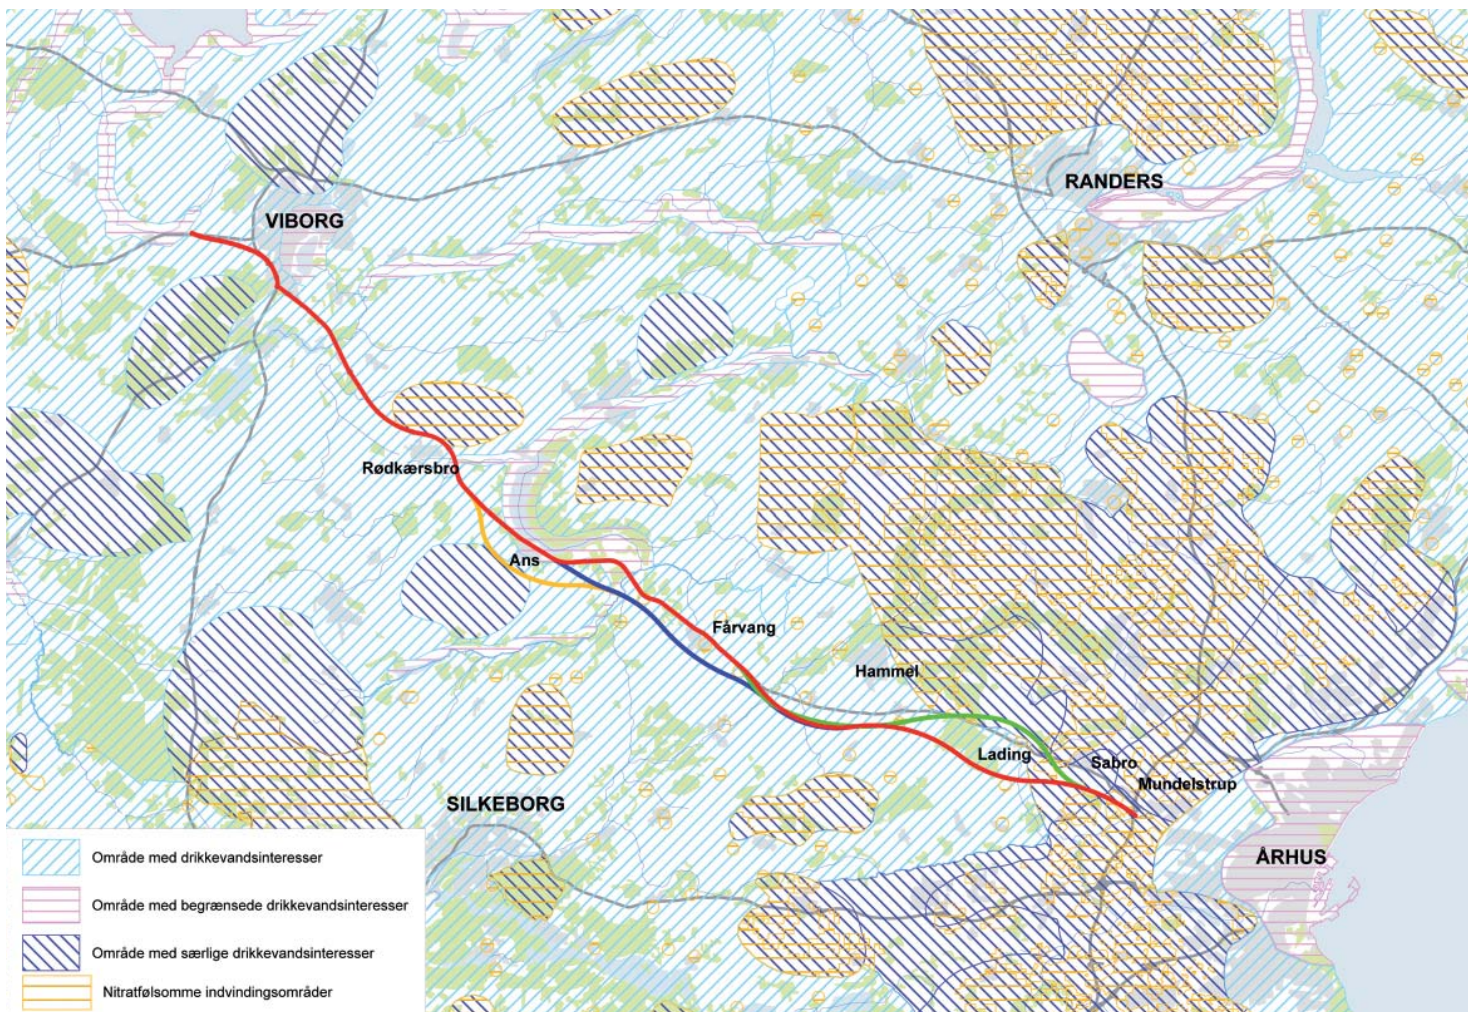 RANDERS
VIBORG
Rødkærsbro
Ans
Fårvang
Hammel
Lading
Sabro
Mundelstrup
SILKEBORG
ÅRHUS
Område med drikkevandsinteresser
Område med begrænsede drikkevandsinteresser
Område med særlige drikkevandsinteresser
Nitratfølsomme indvindingsområder